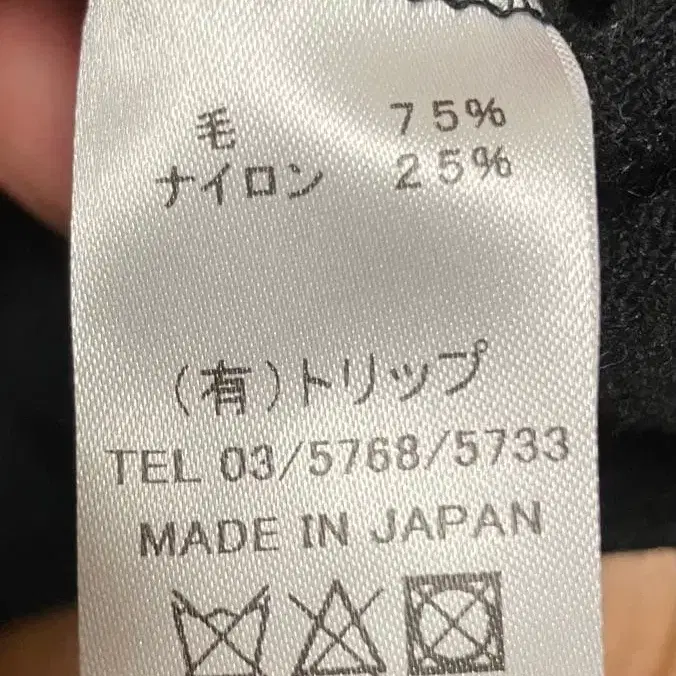 毛 75%
ナイロン 25%
(有)トリップ
TEL 03/5768/5733
MADE IN JAPAN